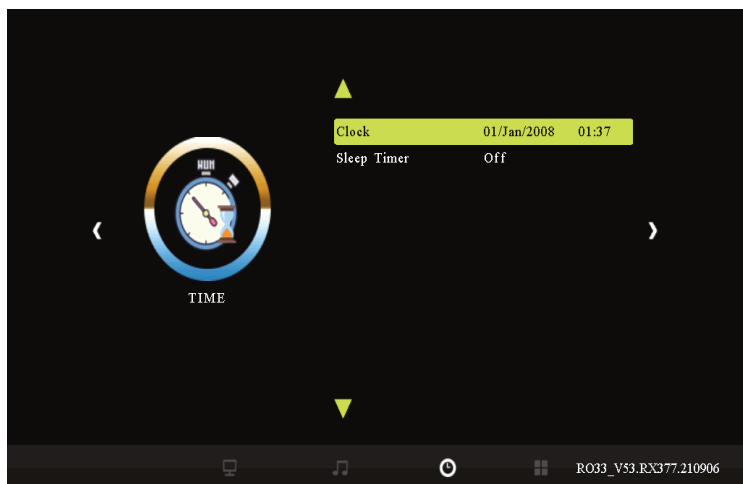 Clock 01/Jan/2008 01:37
Sleep Timer Off
TIME
RO33_V53.RX377.210906